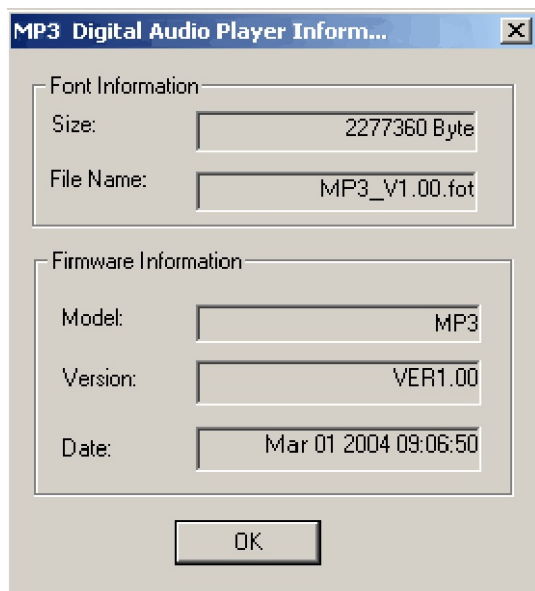 MP3 Digital Audio Player Inform...
Font Information
Size: 2277360 Byte
File Name: MP3_V1.00.fot
Firmware Information
Model: MP3
Version: VER1.00
Date: Mar 01 2004 09:06:50
OK